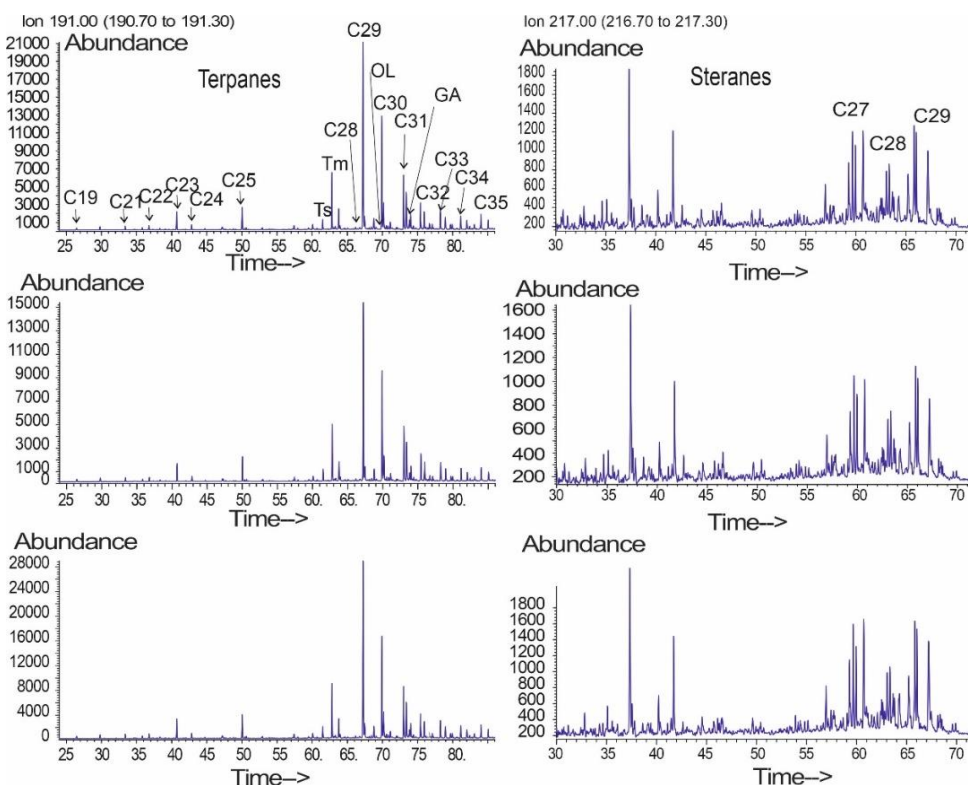 Ion 191.00 (190.70 to 191.30)
Abundance
21000
19000
17000
15000
13000
11000
9000
7000
5000
3000
1000
Terpanes
C19
C21
C22
C23
C24
C25
Ts
Tm
C28
C29
OL
C30
C31
GA
C32
C33
C34
C35
25 30 35 40 45 50 55 60. 65. 70. 75. 80.
Time-->
Ion 217.00 (216.70 to 217.30)
Abundance
1800
1600
1400
1200
1000
800
600
400
200
Steranes
C27
C28
C29
30 40 45 50 55 60 65 70
Time-->
Abundance
15000
13000
11000
9000
7000
5000
3000
1000
25 30 35 40 45 50 55 60. 65. 70. 75. 80.
Time-->
Abundance
1600
1400
1200
1000
800
600
400
200
30 40 45 50 55 60 65 70
Time-->
Abundance
28000
24000
20000
16000
12000
8000
4000
0
25 30 35 40 45 50 55 60. 65. 70. 75. 80.
Time-->
Abundance
1800
1600
1400
1200
1000
800
600
400
200
30 40 45 50 55 60 65 70
Time-->